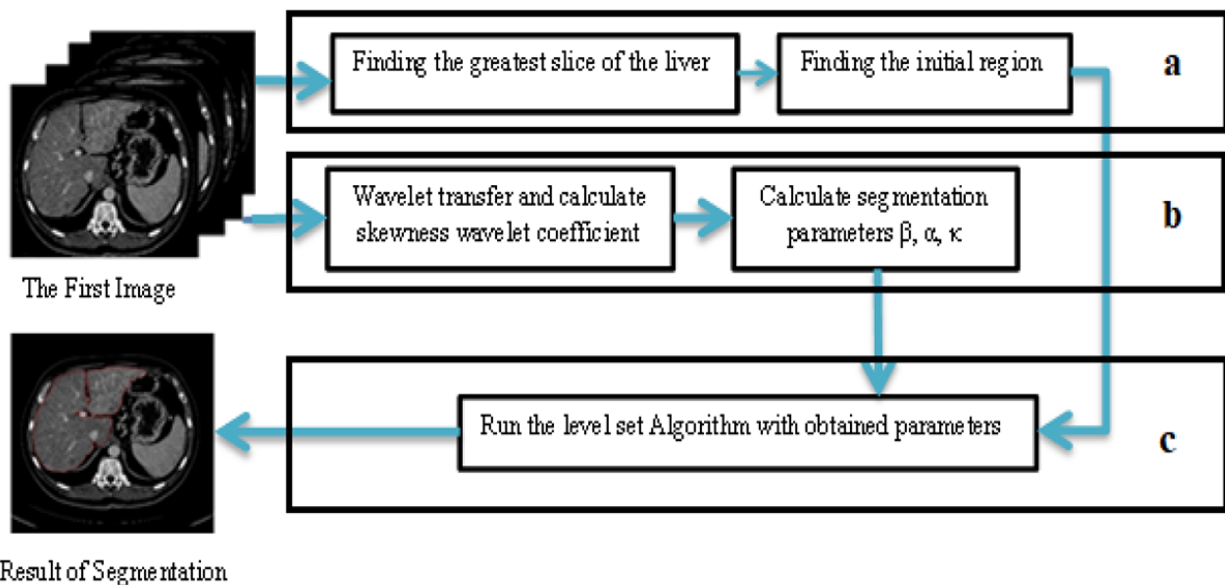 Finding the greatest slice of the liver
Finding the initial region
a
Wavelet transfer and calculate
skewness wavelet coefficient
Calculate segmentation
parameters β, α, κ
b
The First Image
Run the level set Algorithm with obtained parameters
c
Result of Segmentation